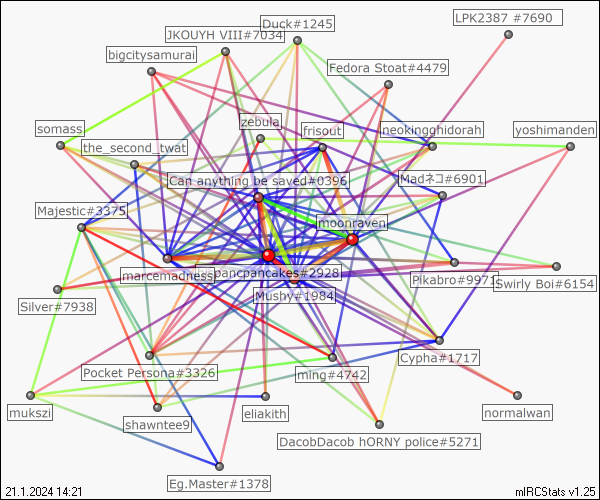 LPK2387 #7690
Duck#1245
JKOUYH VIII#7034
bigcitysamurai
Fedora Stoat#4479
zebula
somass
frisout
neokingghidorah
yoshimanden
the_second_twat
Can anything be saved#0396
Madネコ#6901
Majestic#3375
moonraven
marcemadness
pancpancakes#2928
Pikabro#9971
Swirly Boi#6154
Mushy#1984
Silver#7938
Cypha#1717
Pocket Persona#3326
ming#4742
mukszi
eliakith
normalwan
shawntee9
DacobDacob hORNY police#5271
Eg.Master#1378
21.1.2024 14:21
mIRCStats v1.25